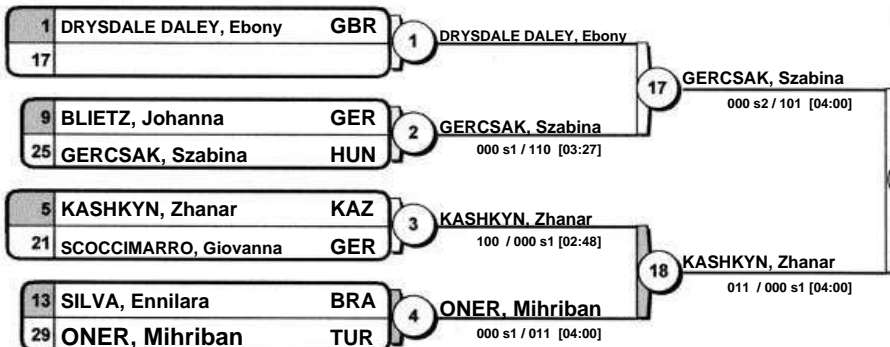 1 DRYSDALE DALEY, Ebony GBR
17
1
DRYSDALE DALEY, Ebony
9 BLIETZ, Johanna GER
25 GERCSAK, Szabina HUN
2
GERCSAK, Szabina
000 s1 / 110 [03:27]
17
GERCSAK, Szabina
000 s2 / 101 [04:00]
5 KASHKYN, Zhanar KAZ
21 SCOCCIMARRO, Giovanna GER
3
KASHKYN, Zhanar
100 / 000 s1 [02:48]
13 SILVA, Ennilara BRA
29 ONER, Mihriban TUR
4
ONER, Mihriban
000 s1 / 011 [04:00]
18
KASHKYN, Zhanar
011 / 000 s1 [04:00]